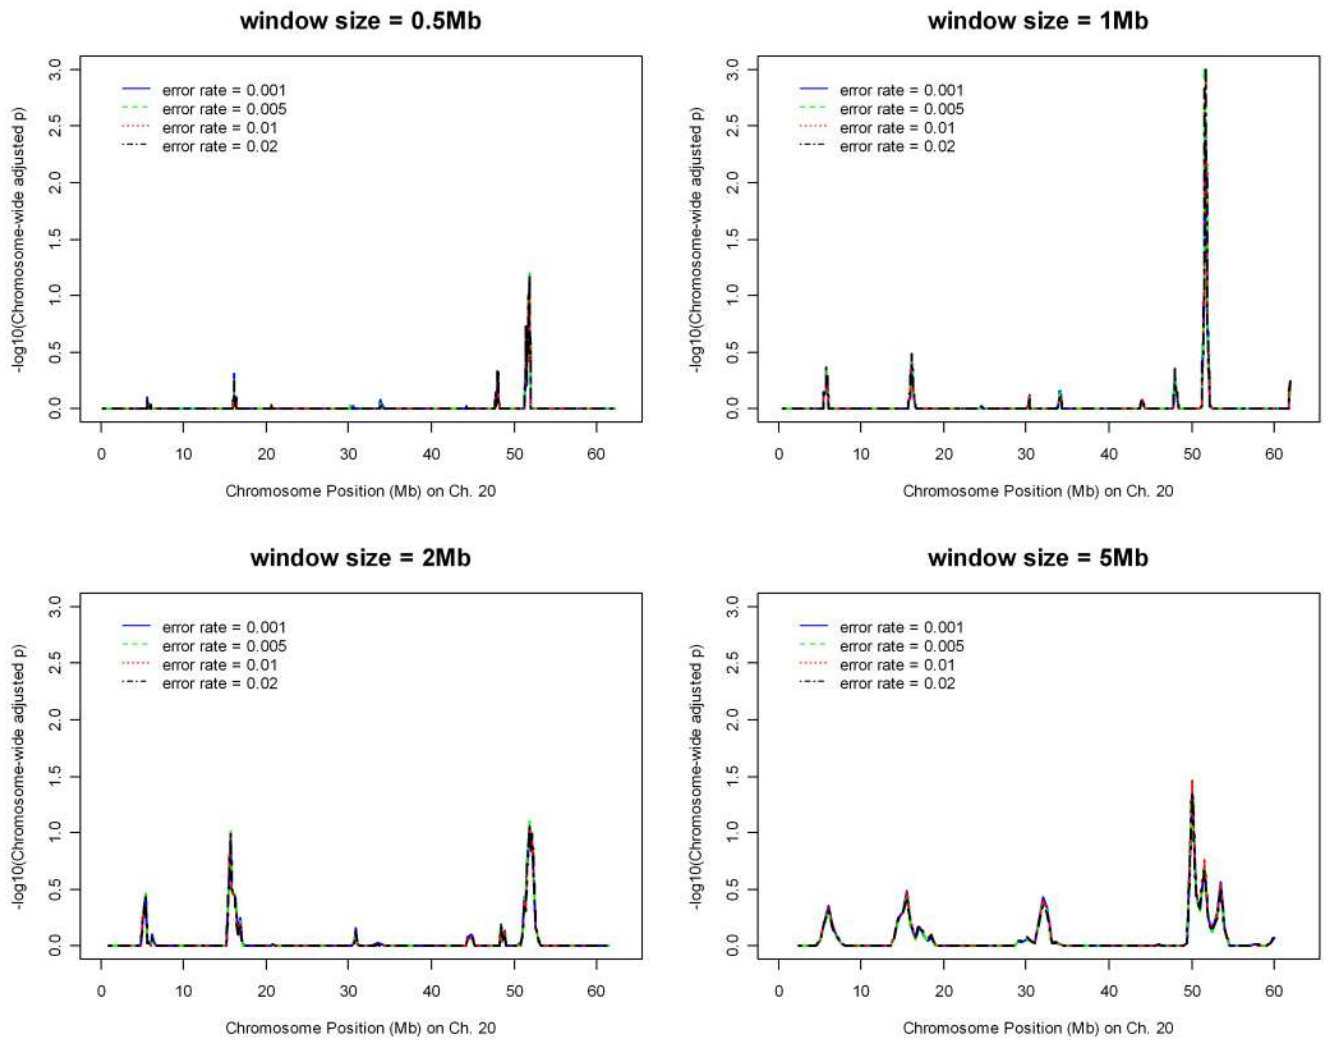 window size = 0.5Mb
-log10(Chromosome-wide adjusted p)
3.0
2.5
2.0
1.5
1.0
0.5
0.0
error rate = 0.001
error rate = 0.005
error rate = 0.01
error rate = 0.02
0 10 20 30 40 50 60
Chromosome Position (Mb) on Ch. 20
window size = 1Mb
-log10(Chromosome-wide adjusted p)
3.0
2.5
2.0
1.5
1.0
0.5
0.0
error rate = 0.001
error rate = 0.005
error rate = 0.01
error rate = 0.02
0 10 20 30 40 50 60
Chromosome Position (Mb) on Ch. 20
window size = 2Mb
-log10(Chromosome-wide adjusted p)
3.0
2.5
2.0
1.5
1.0
0.5
0.0
error rate = 0.001
error rate = 0.005
error rate = 0.01
error rate = 0.02
0 10 20 30 40 50 60
Chromosome Position (Mb) on Ch. 20
window size = 5Mb
-log10(Chromosome-wide adjusted p)
3.0
2.5
2.0
1.5
1.0
0.5
0.0
error rate = 0.001
error rate = 0.005
error rate = 0.01
error rate = 0.02
0 10 20 30 40 50 60
Chromosome Position (Mb) on Ch. 20